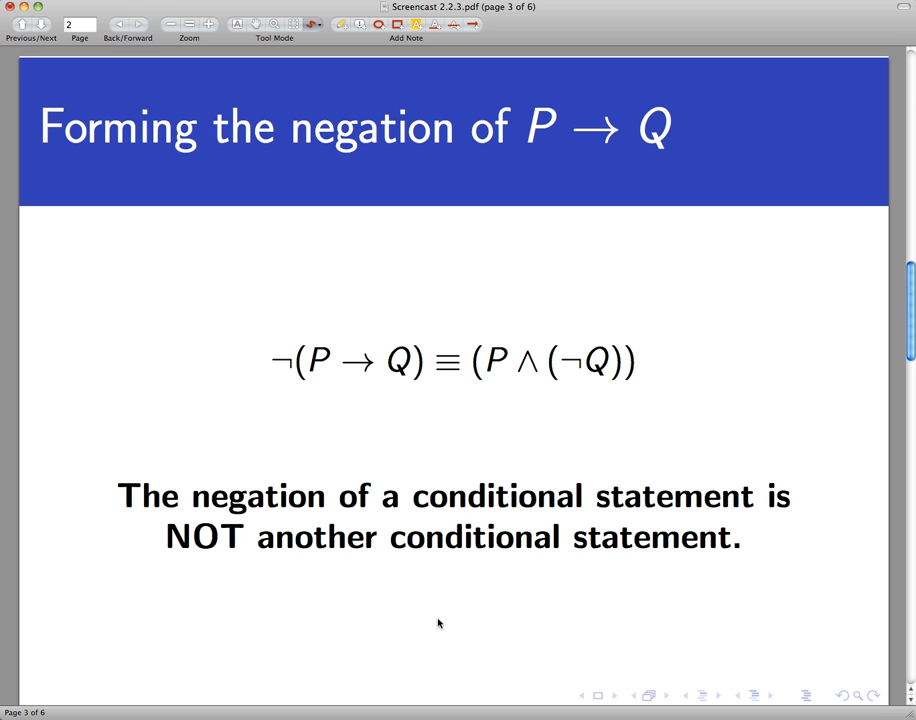 Screencast 2.2.3.pdf (page 3 of 6)
2
Previous/Next Page Back/Forward Zoom Tool Mode Add Note
Forming the negation of P → Q
¬(P → Q) ≡ (P ∧ (¬Q))
The negation of a conditional statement is
NOT another conditional statement.
Page 3 of 6